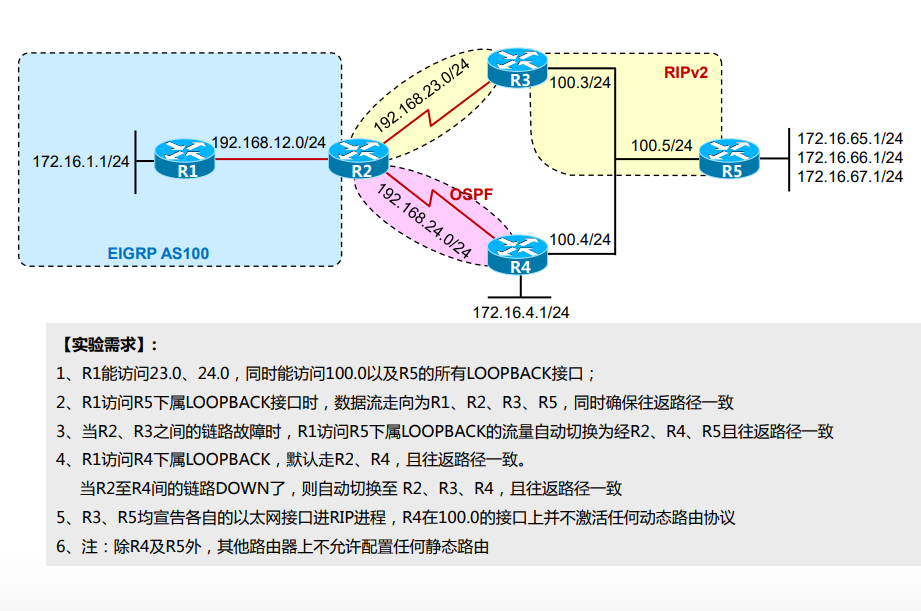 R3
RIPv2
192.168.23.0/24
100.3/24
192.168.12.0/24
172.16.1.1/24
R1
R2
100.5/24
R5
172.16.65.1/24
172.16.66.1/24
172.16.67.1/24
OSPF
192.168.24.0/24
EIGRP AS100
100.4/24
R4
172.16.4.1/24
【实验需求】:
1、R1能访问23.0、24.0，同时能访问100.0以及R5的所有LOOPBACK接口；
2、R1访问R5下属LOOPBACK接口时，数据流走向为R1、R2、R3、R5，同时确保往返路径一致
3、当R2、R3之间的链路故障时，R1访问R5下属LOOPBACK的流量自动切换为经R2、R4、R5且往返路径一致
4、R1访问R4下属LOOPBACK，默认走R2、R4，且往返路径一致。
当R2至R4间的链路DOWN了，则自动切换至 R2、R3、R4，且往返路径一致
5、R3、R5均宣告各自的以太网接口进RIP进程，R4在100.0的接口上并不激活任何动态路由协议
6、注：除R4及R5外，其他路由器上不允许配置任何静态路由